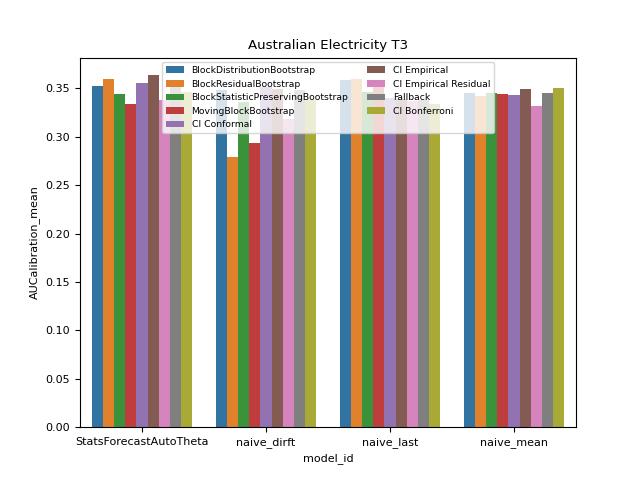 Australian Electricity T3
BlockDistributionBootstrap
BlockResidualBootstrap
BlockStatisticPreservingBootstrap
MovingBlockBootstrap
CI Conformal
CI Empirical
CI Empirical Residual
Fallback
CI Bonferroni
AUCalibration_mean
0.35
0.30
0.25
0.20
0.15
0.10
0.05
0.00
StatsForecastAutoTheta naive_dirft naive_last naive_mean
model_id